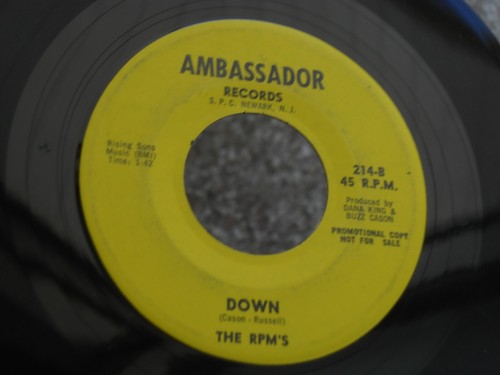 AMBASSADOR
RECORDS
S.P.C. NEWARK, N.J.
Rising Sons
Music (BMI)
Time: 1:42
214-B
45 R.P.M.
Produced by
DANA KING &
BUZZ CASON
PROMOTIONAL COPY
NOT FOR SALE
DOWN
(Cason - Russell)
THE RPM'S